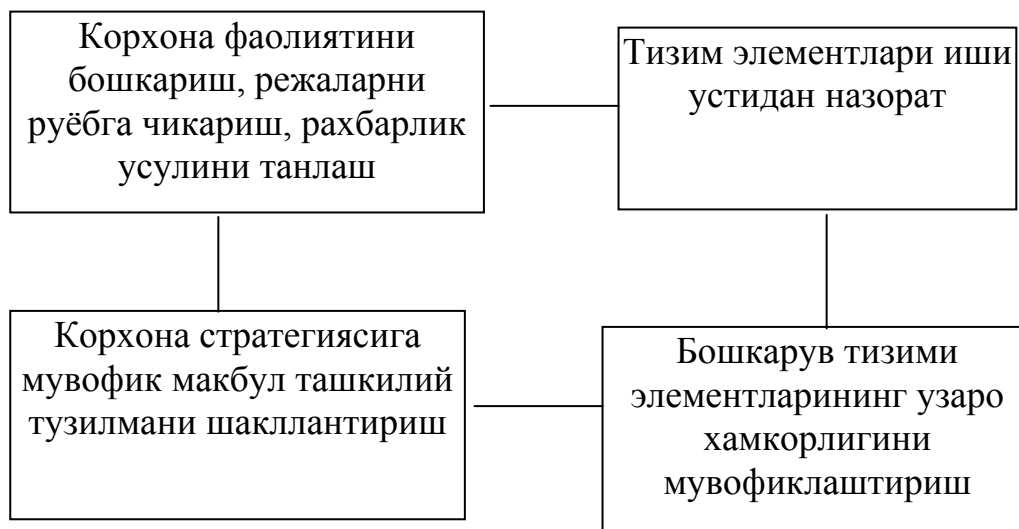 Корхона фаолиятини
бошкариш, режаларни
руёбга чикариш, рахбарлик
усулини танлаш
Тизим элементлари иши
устидан назорат
Корхона стратегиясига
мувофик макбул ташкилий
тузилмани шакллантириш
Бошкарув тизими
элементларининг узаро
хамкорлигини
мувофиклаштириш